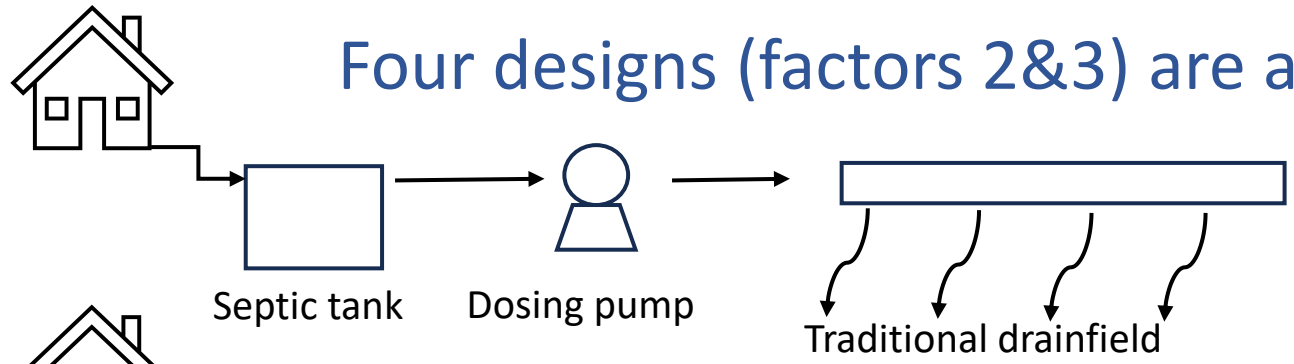 Four designs (factors 2&3) are a
Septic tank
Dosing pump
Traditional drainfield